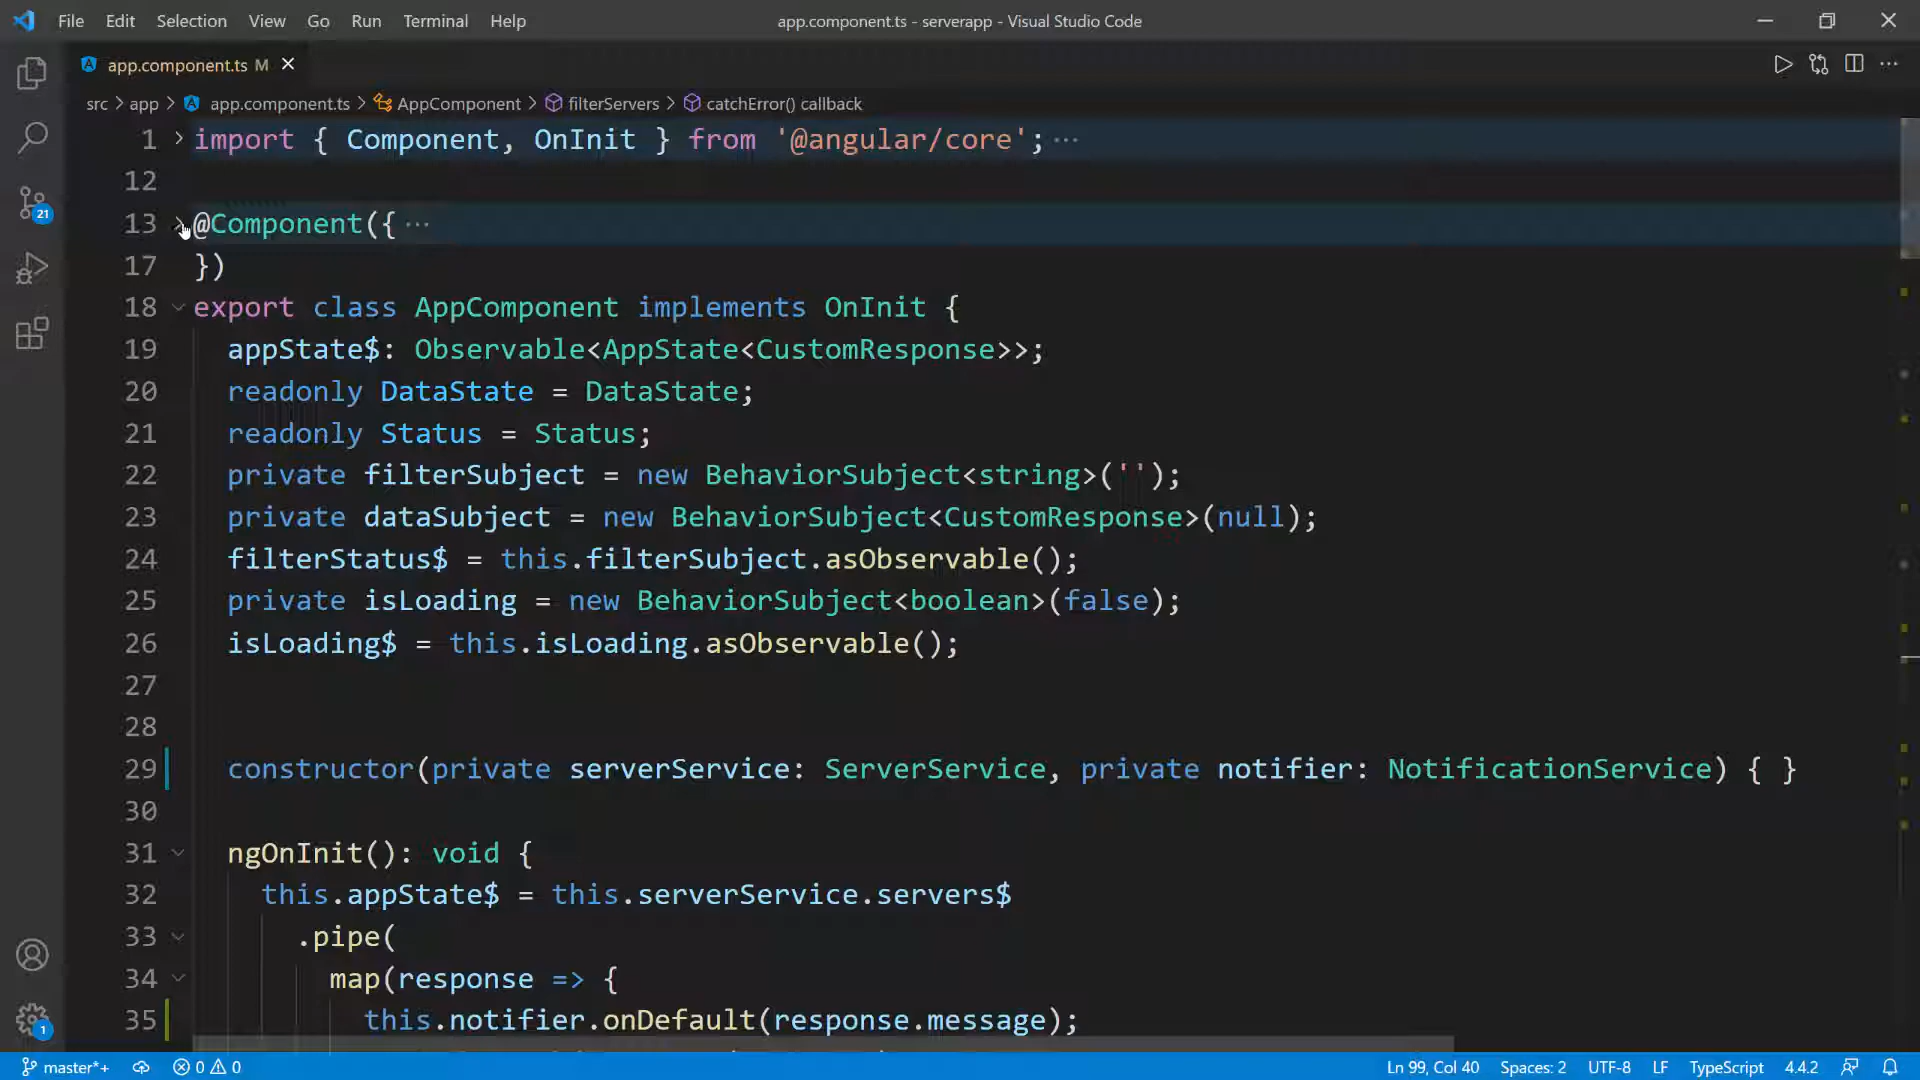 File Edit Selection View Go Run Terminal Help app.component.ts - serverapp - Visual Studio Code
app.component.ts M
src > app > app.component.ts > AppComponent > filterServers > catchError() callback
1 import { Component, OnInit } from '@angular/core'; ···
12
13 @Component({ ···
17 })
18 export class AppComponent implements OnInit {
19 appState$: Observable<AppState<CustomResponse>>;
20 readonly DataState = DataState;
21 readonly Status = Status;
22 private filterSubject = new BehaviorSubject<string>('');
23 private dataSubject = new BehaviorSubject<CustomResponse>(null);
24 filterStatus$ = this.filterSubject.asObservable();
25 private isLoading = new BehaviorSubject<boolean>(false);
26 isLoading$ = this.isLoading.asObservable();
27
28
29 constructor(private serverService: ServerService, private notifier: NotificationService) { }
30
31 ngOnInit(): void {
32 this.appState$ = this.serverService.servers$
33 .pipe(
34 map(response => {
35 this.notifier.onDefault(response.message);
21
1
master*+ 0 0 Ln 99, Col 40 Spaces: 2 UTF-8 LF TypeScript 4.4.2